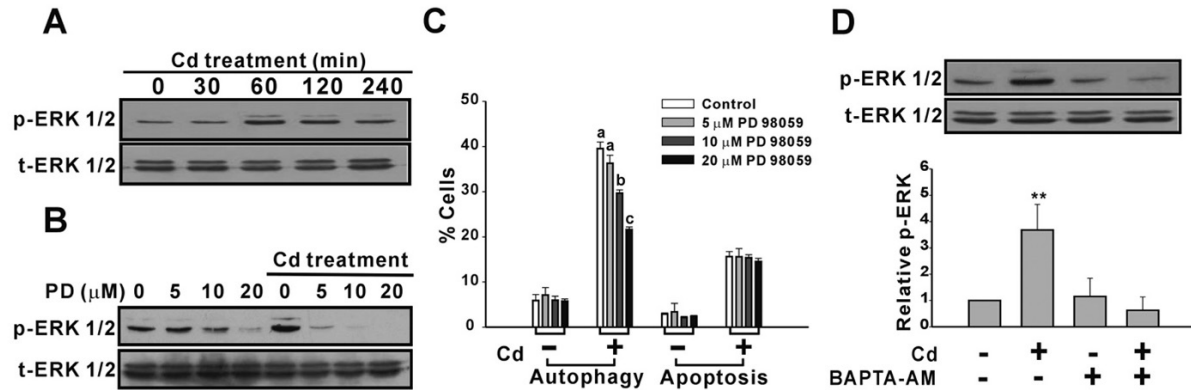 A
Cd treatment (min)
0 30 60 120 240
p-ERK 1/2
t-ERK 1/2
B
Cd treatment
PD (μM) 0 5 10 20 0 5 10 20
p-ERK 1/2
t-ERK 1/2
C
Control
5 μM PD 98059
10 μM PD 98059
20 μM PD 98059
% Cells
50
40
30
20
10
0
a
a
b
c
Cd - + - +
Autophagy Apoptosis
D
p-ERK 1/2
t-ERK 1/2
Relative p-ERK
6
5
4
3
2
1
0
**
Cd - + - +
BAPTA-AM - - + +